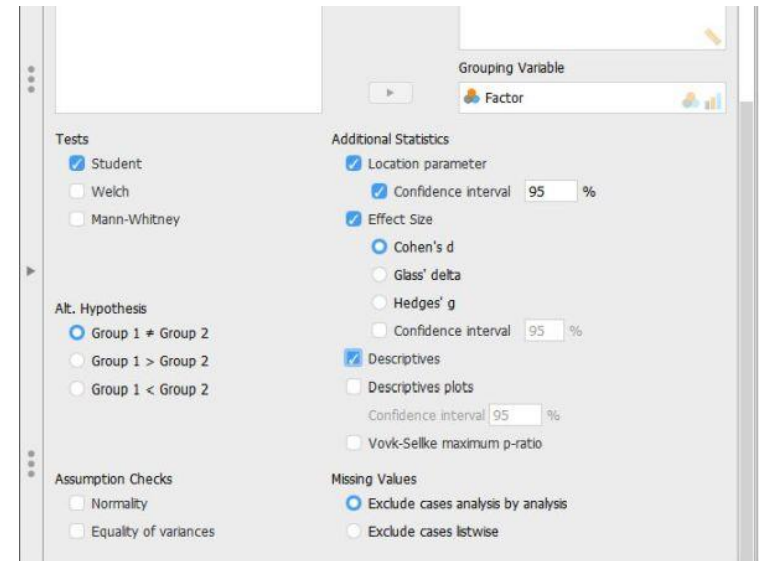 Grouping Variable
Factor
Tests
Student
Welch
Mann-Whitney
Alt. Hypothesis
Group 1 ≠ Group 2
Group 1 > Group 2
Group 1 < Group 2
Assumption Checks
Normality
Equality of variances
Additional Statistics
Location parameter
Confidence interval 95 %
Effect Size
Cohen's d
Glass' delta
Hedges' g
Confidence interval 95 %
Descriptives
Descriptives plots
Confidence interval 95 %
Vovk-Sellke maximum p-ratio
Missing Values
Exclude cases analysis by analysis
Exclude cases listwise